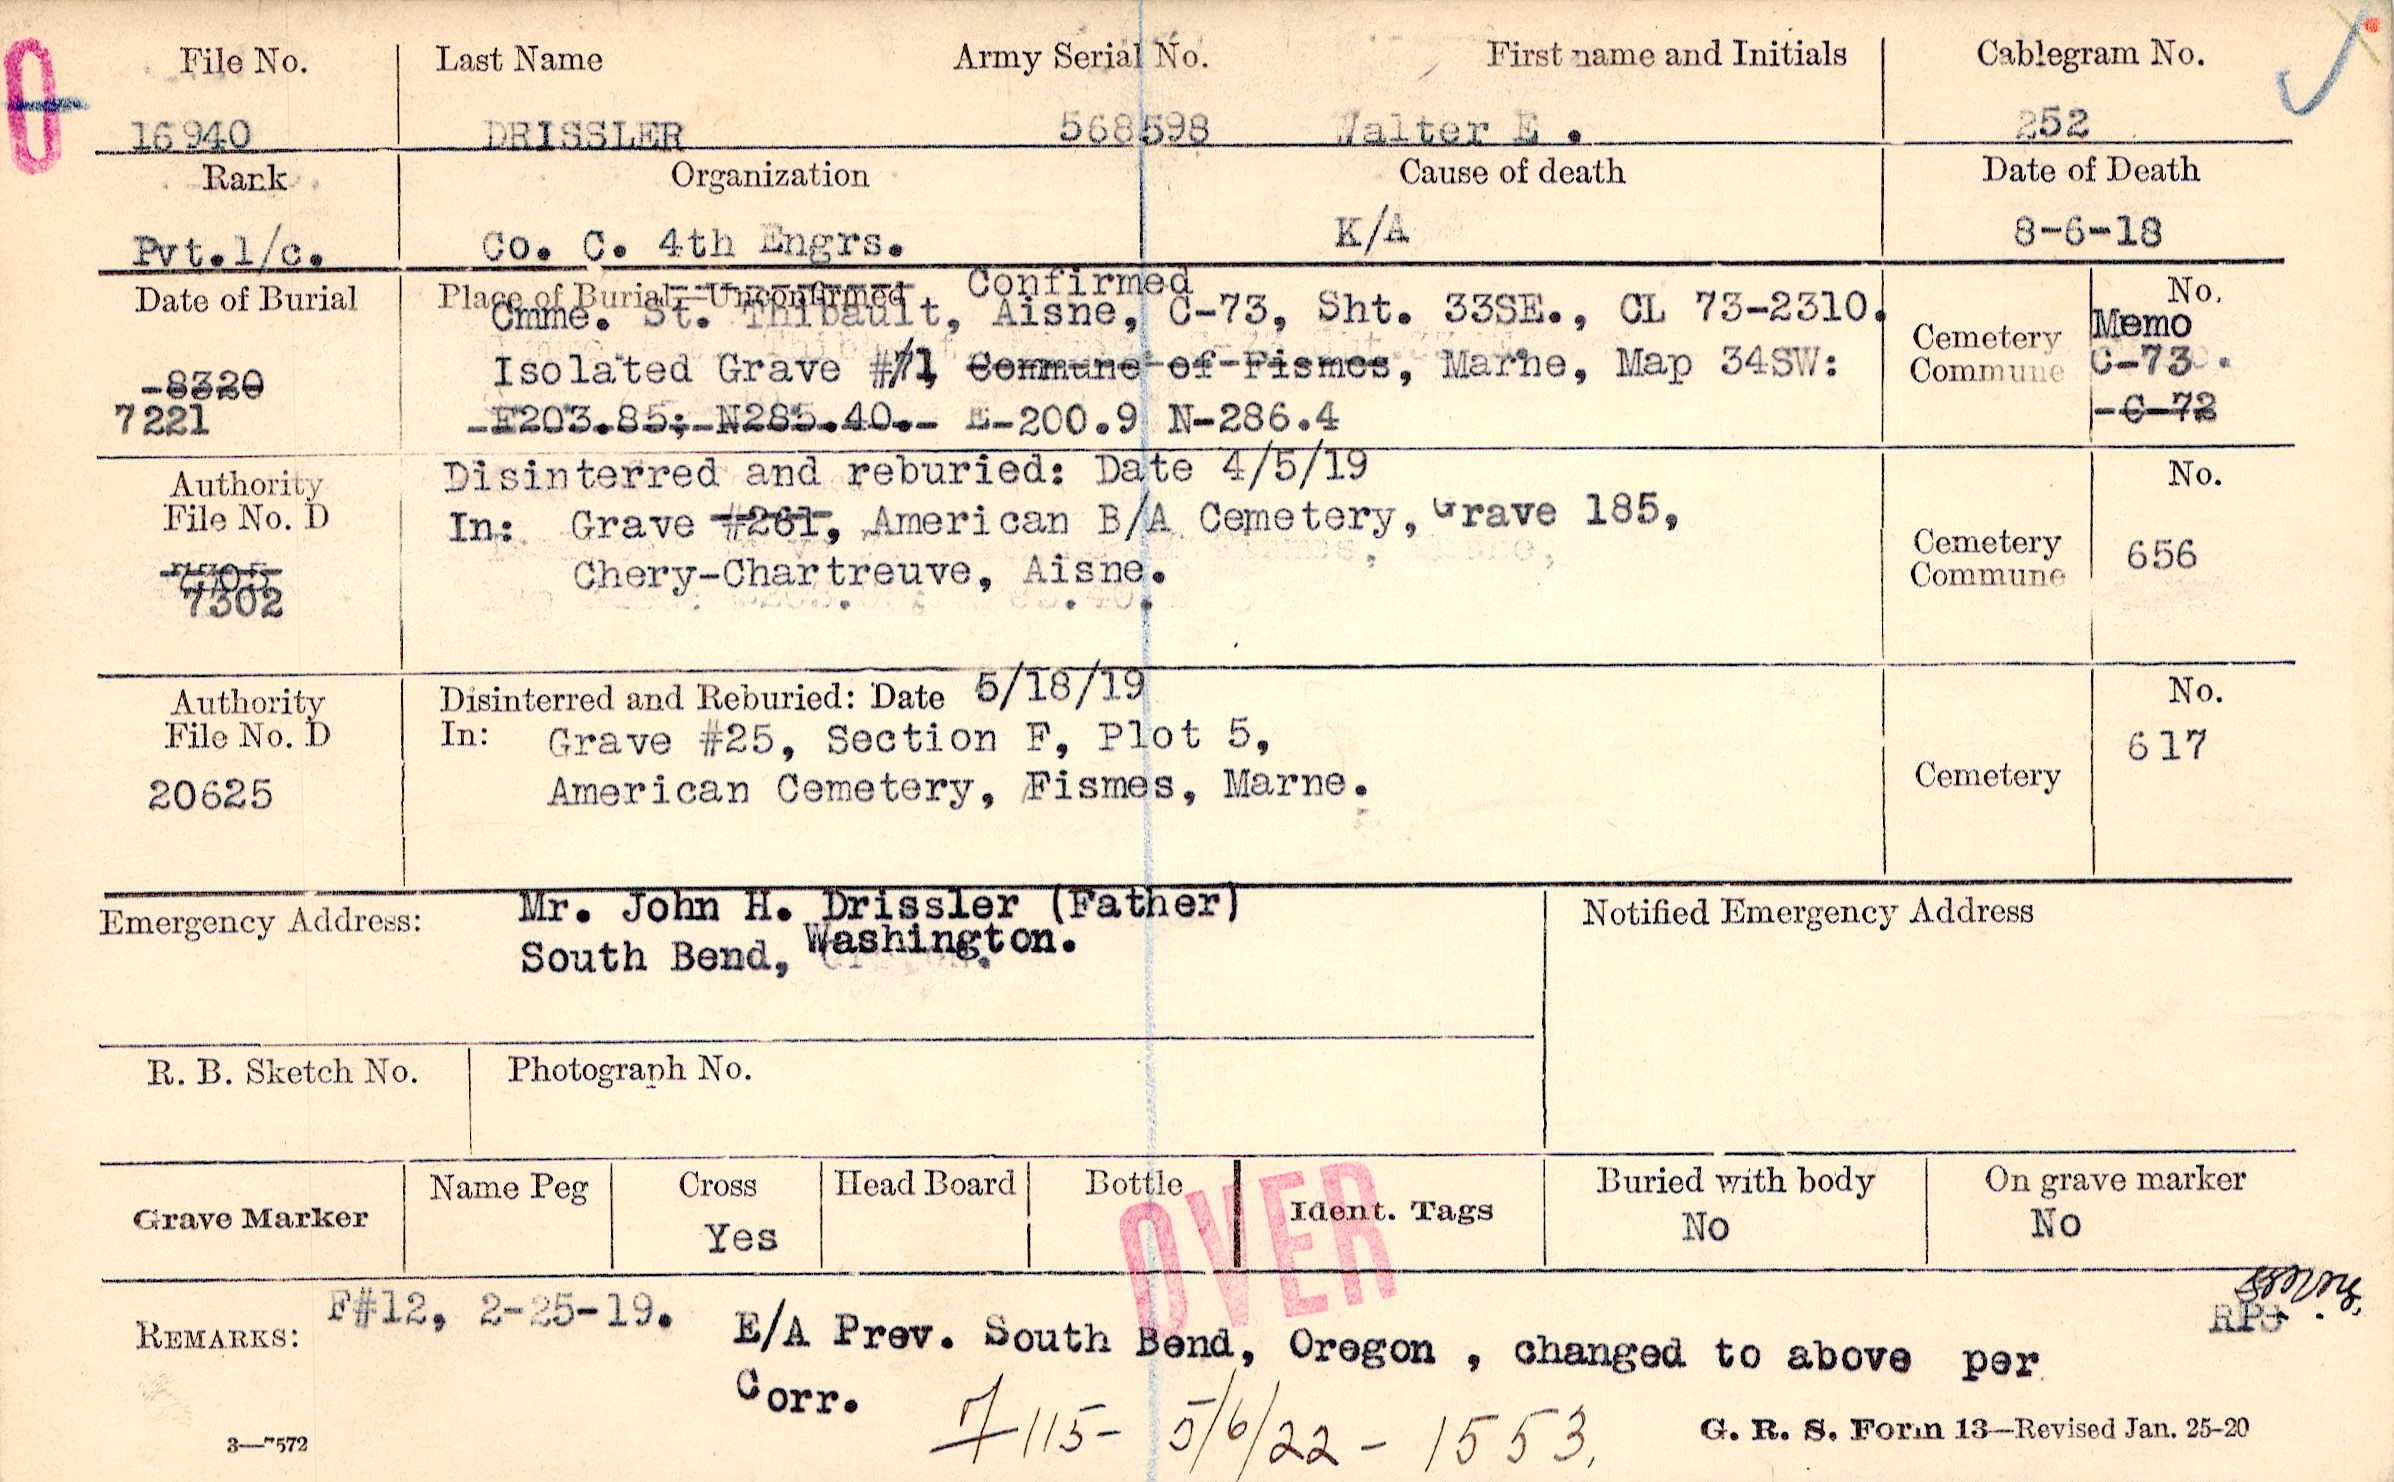 File No. Last Name Army Serial No. First name and Initials Cablegram No.
16940 DRISSLER 568598 Walter E. 252
Rank Organization Cause of death Date of Death
Pvt.1/c. Co. C. 4th Engrs. K/A 8-6-18
Date of Burial Place of Burial—Unconfirmed Confirmed No.
Cmne. St. Thibault, Aisne, C-73, Sht. 33SE., CL 73-2310. Memo
Isolated Grave #71 Commune of Fismes, Marne, Map 34SW: Cemetery Commune C-73.
8320
7221 E203.85; N285.40. E-200.9 N-286.4 C-72
Authority Disinterred and reburied: Date 4/5/19 No.
File No. D In: Grave #261, American B/A Cemetery, Grave 185,
Chery-Chartreuve, Aisne. Cemetery Commune 656
7302
Authority Disinterred and Reburied: Date 5/18/19 No.
File No. D In: Grave #25, Section F, Plot 5, 617
20625 American Cemetery, Fismes, Marne. Cemetery
Emergency Address: Mr. John H. Drissler (Father) Notified Emergency Address
South Bend, Washington.
R. B. Sketch No. Photograph No.
Grave Marker Name Peg Cross Head Board Bottle Ident. Tags Buried with body On grave marker
Yes No No
OVER
REMARKS: F#12, 2-25-19. E/A Prev. South Bend, Oregon , changed to above per
Corr.
7115- 5/6/22 - 1553.
3—7572 G. R. S. Form 13—Revised Jan. 25-20